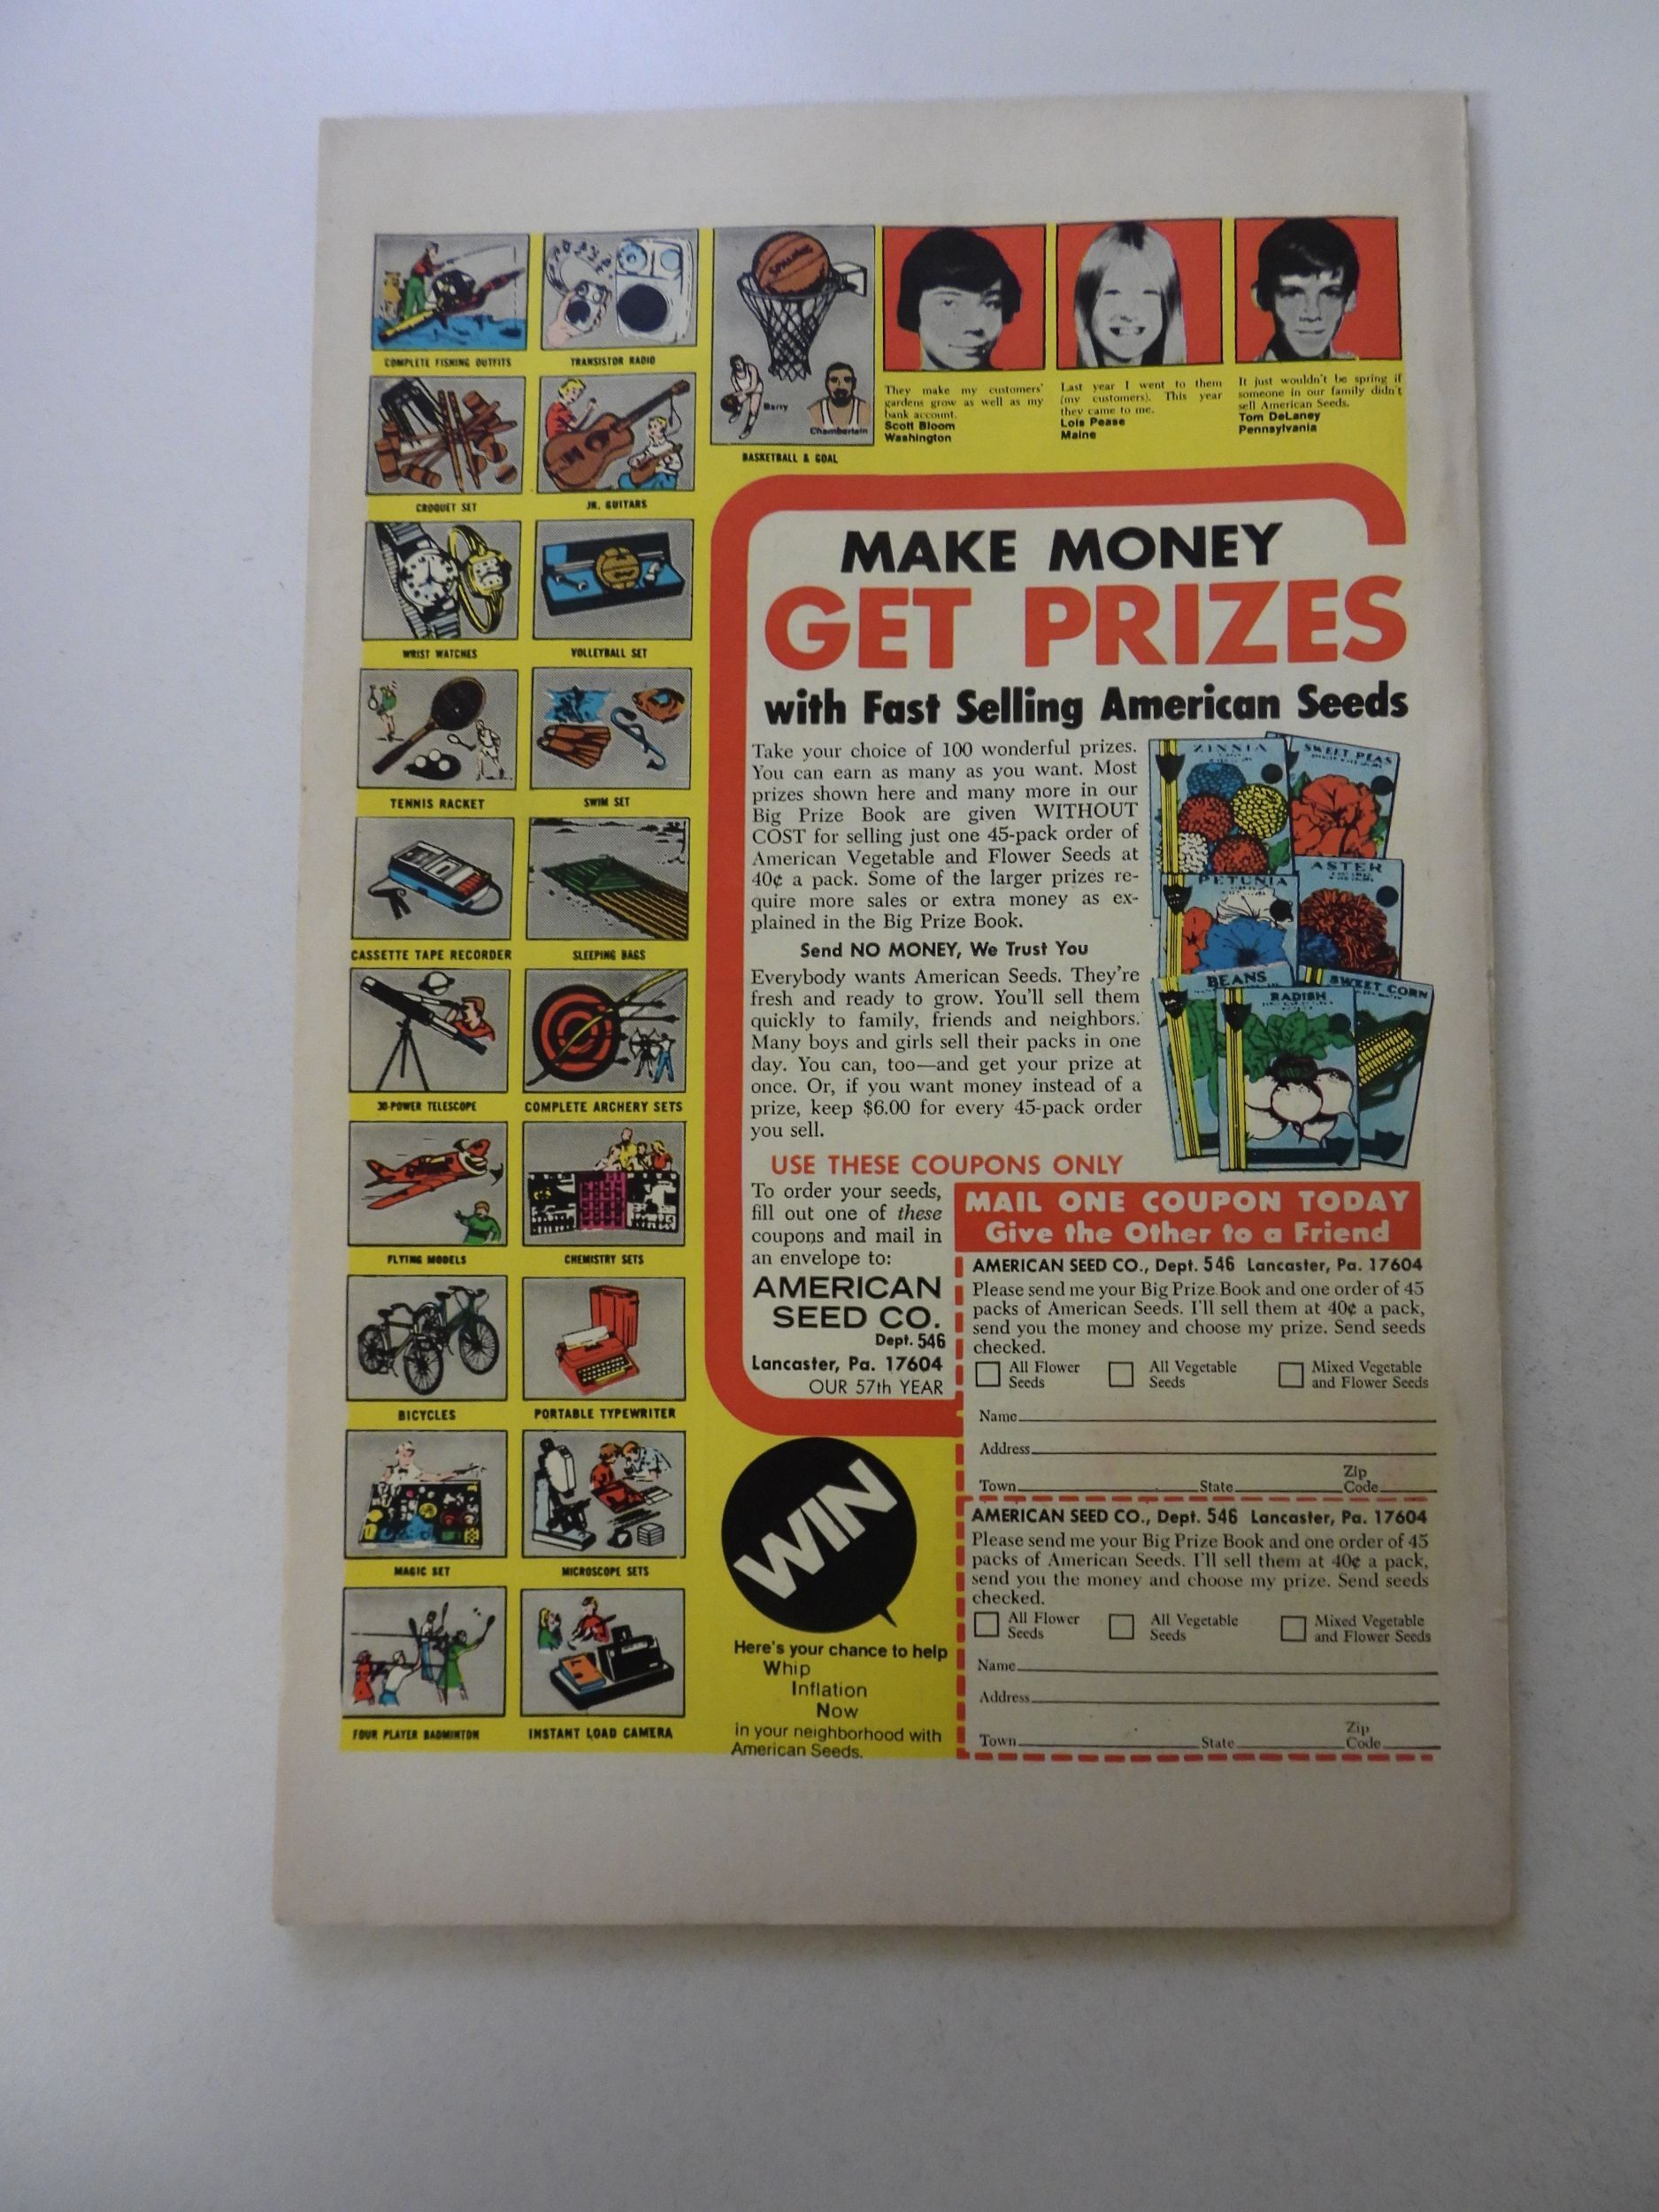 COMPLETE FISHING OUTFITS
TRANSISTOR RADIO
CROQUET SET
JR. GUITARS
WRIST WATCHES
VOLLEYBALL SET
TENNIS RACKET
SWIM SET
CASSETTE TAPE RECORDER
SLEEPING BAGS
30-POWER TELESCOPE
COMPLETE ARCHERY SETS
FLYING MODELS
CHEMISTRY SETS
BICYCLES
PORTABLE TYPEWRITER
MAGIC SET
MICROSCOPE SETS
FOUR PLAYER BADMINTON
INSTANT LOAD CAMERA
SPALDING
Barry
Chamberlain
BASKETBALL & GOAL
They make my customers'
gardens grow as well as my
bank account.
Scott Bloom
Washington
Last year I went to them
(my customers). This year
they came to me.
Lois Pease
Maine
It just wouldn't be spring if
someone in our family didn't
sell American Seeds.
Tom DeLaney
Pennsylvania
MAKE MONEY
GET PRIZES
with Fast Selling American Seeds
Take your choice of 100 wonderful prizes.
You can earn as many as you want. Most
prizes shown here and many more in our
Big Prize Book are given WITHOUT
COST for selling just one 45-pack order of
American Vegetable and Flower Seeds at
40¢ a pack. Some of the larger prizes re-
quire more sales or extra money as ex-
plained in the Big Prize Book.
Send NO MONEY, We Trust You
Everybody wants American Seeds. They're
fresh and ready to grow. You'll sell them
quickly to family, friends and neighbors.
Many boys and girls sell their packs in one
day. You can, too—and get your prize at
once. Or, if you want money instead of a
prize, keep $6.00 for every 45-pack order
you sell.
ZINNIA
SWEET PEAS
PETUNIA
ASTER
BEANS
RADISH
SWEET CORN
USE THESE COUPONS ONLY
To order your seeds,
fill out one of these
coupons and mail in
an envelope to:
AMERICAN
SEED CO.
Dept. 546
Lancaster, Pa. 17604
OUR 57th YEAR
MAIL ONE COUPON TODAY
Give the Other to a Friend
AMERICAN SEED CO., Dept. 546 Lancaster, Pa. 17604
Please send me your Big Prize Book and one order of 45
packs of American Seeds. I'll sell them at 40¢ a pack,
send you the money and choose my prize. Send seeds
checked.
All Flower Seeds
All Vegetable Seeds
Mixed Vegetable and Flower Seeds
Name
Address
Town State Zip Code
AMERICAN SEED CO., Dept. 546 Lancaster, Pa. 17604
Please send me your Big Prize Book and one order of 45
packs of American Seeds. I'll sell them at 40¢ a pack,
send you the money and choose my prize. Send seeds
checked.
All Flower Seeds
All Vegetable Seeds
Mixed Vegetable and Flower Seeds
Name
Address
Town State Zip Code
WIN
Here's your chance to help
Whip
Inflation
Now
in your neighborhood with
American Seeds.